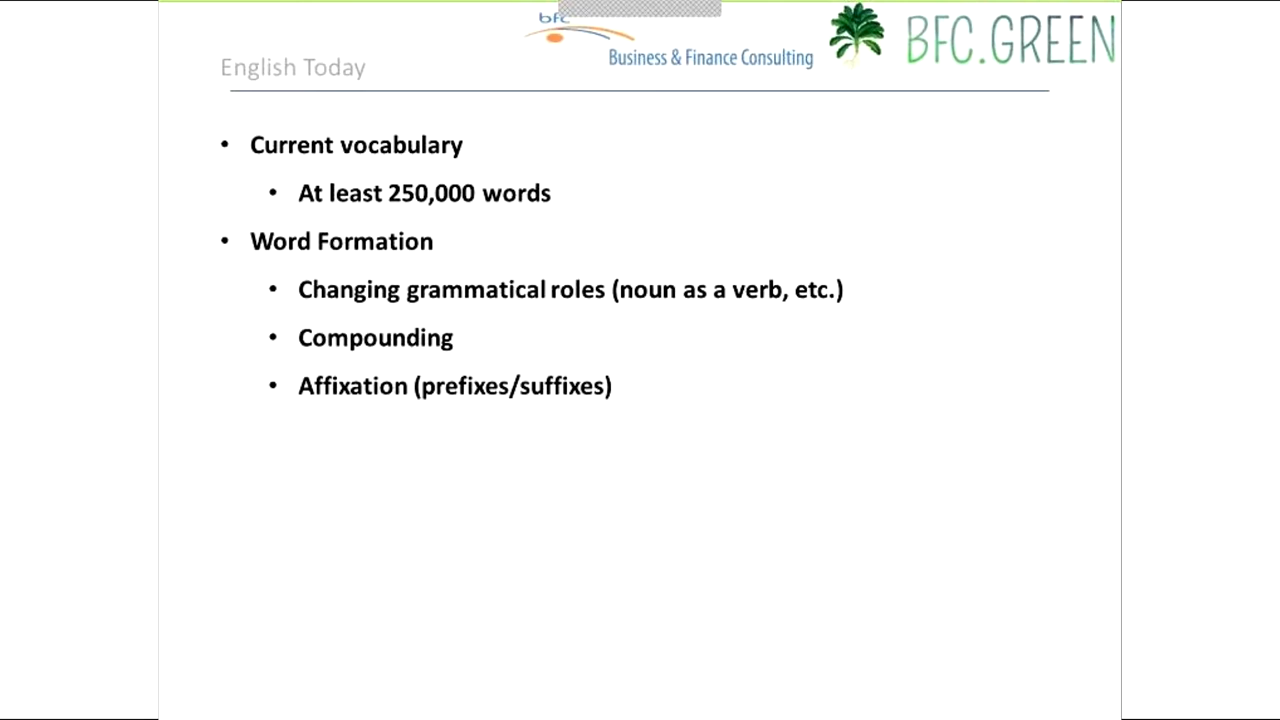 bfc
Business & Finance Consulting
BFC.GREEN
English Today
• Current vocabulary
• At least 250,000 words
• Word Formation
• Changing grammatical roles (noun as a verb, etc.)
• Compounding
• Affixation (prefixes/suffixes)